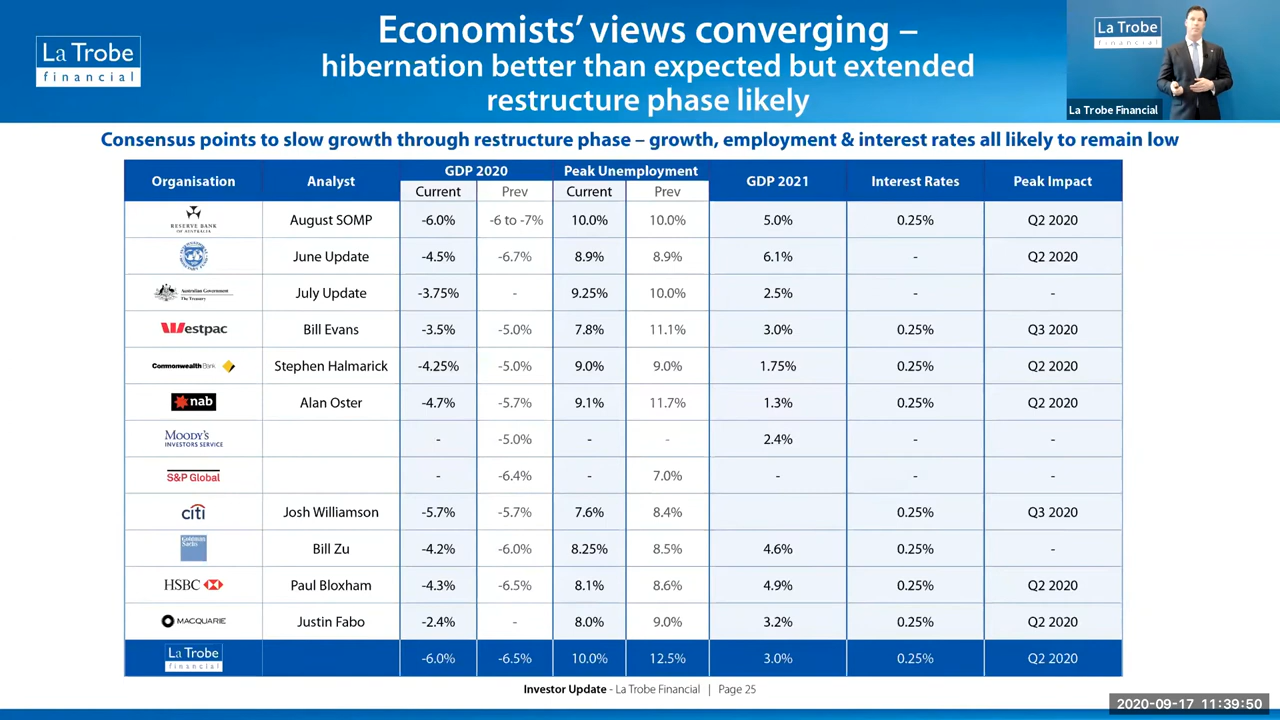 La Trobe
financial
Economists’ views converging –
hibernation better than expected but extended
restructure phase likely
La Trobe
financial
La Trobe Financial
Consensus points to slow growth through restructure phase – growth, employment & interest rates all likely to remain low
Organisation Analyst GDP 2020 Peak Unemployment GDP 2021 Interest Rates Peak Impact
Current Prev Current Prev
RESERVE BANK
OF AUSTRALIA
August SOMP -6.0% -6 to -7% 10.0% 10.0% 5.0% 0.25% Q2 2020
June Update -4.5% -6.7% 8.9% 8.9% 6.1% - Q2 2020
Australian Government
The Treasury
July Update -3.75% - 9.25% 10.0% 2.5% - -
Westpac Bill Evans -3.5% -5.0% 7.8% 11.1% 3.0% 0.25% Q3 2020
CommonwealthBank Stephen Halmarick -4.25% -5.0% 9.0% 9.0% 1.75% 0.25% Q2 2020
nab Alan Oster -4.7% -5.7% 9.1% 11.7% 1.3% 0.25% Q2 2020
MOODY'S
INVESTORS SERVICE
- -5.0% - - 2.4% - -
S&P Global - -6.4% - 7.0% - - -
citi Josh Williamson -5.7% -5.7% 7.6% 8.4% 0.25% Q3 2020
Goldman
Sachs
Bill Zu -4.2% -6.0% 8.25% 8.5% 4.6% 0.25% -
HSBC Paul Bloxham -4.3% -6.5% 8.1% 8.6% 4.9% 0.25% Q2 2020
MACQUARIE Justin Fabo -2.4% - 8.0% 9.0% 3.2% 0.25% Q2 2020
La Trobe
financial
-6.0% -6.5% 10.0% 12.5% 3.0% 0.25% Q2 2020
Investor Update - La Trobe Financial | Page 25
2020-09-17 11:39:50